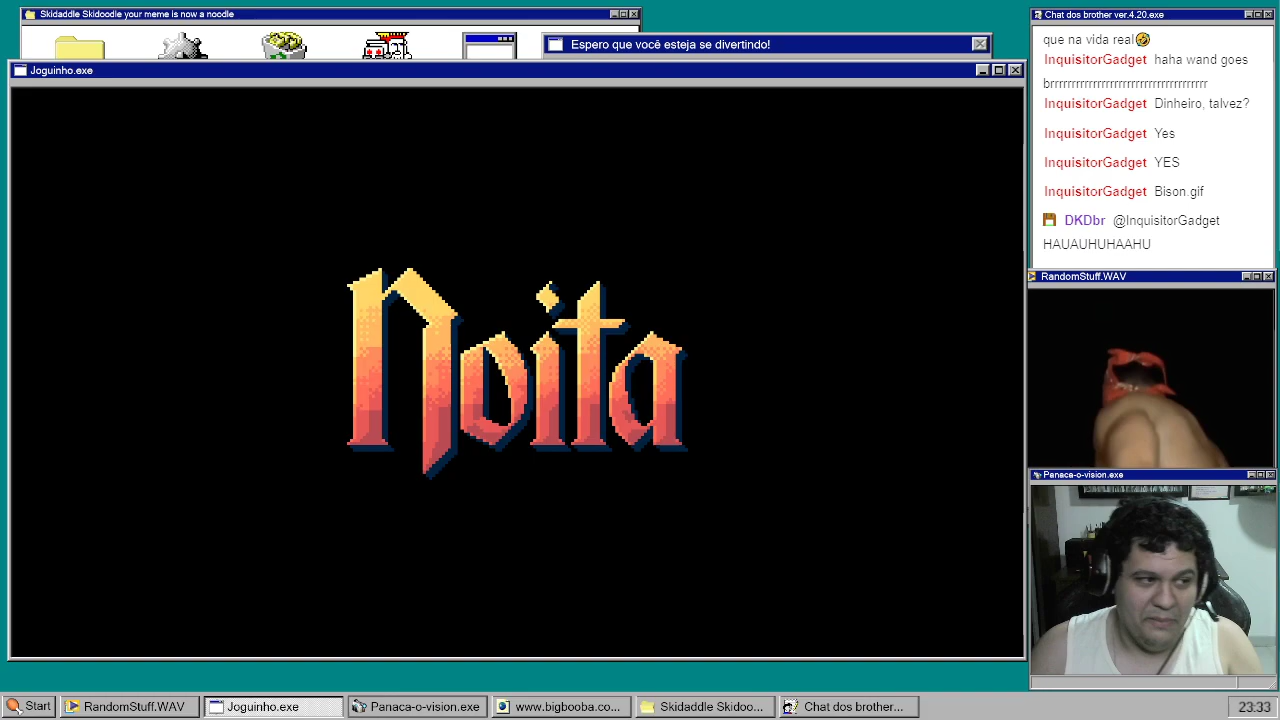 Skidaddle Skidoodle your meme is now a noodle
Espero que você esteja se divertindo!
Joguinho.exe
Noita
Chat dos brother ver.4.20.exe
que na vida real🤣
InquisitorGadget haha wand goes
brrrrrrrrrrrrrrrrrrrrrrrrrrrrrrrrrrr
InquisitorGadget Dinheiro, talvez?
InquisitorGadget Yes
InquisitorGadget YES
InquisitorGadget Bison.gif
DKDbr @InquisitorGadget
HAUAUHUHAAHU
RandomStuff.WAV
Panaca-o-vision.exe
Start
RandomStuff.WAV
Joguinho.exe
Panaca-o-vision.exe
www.bigbooba.co...
Skidaddle Skidoo...
Chat dos brother...
23:33